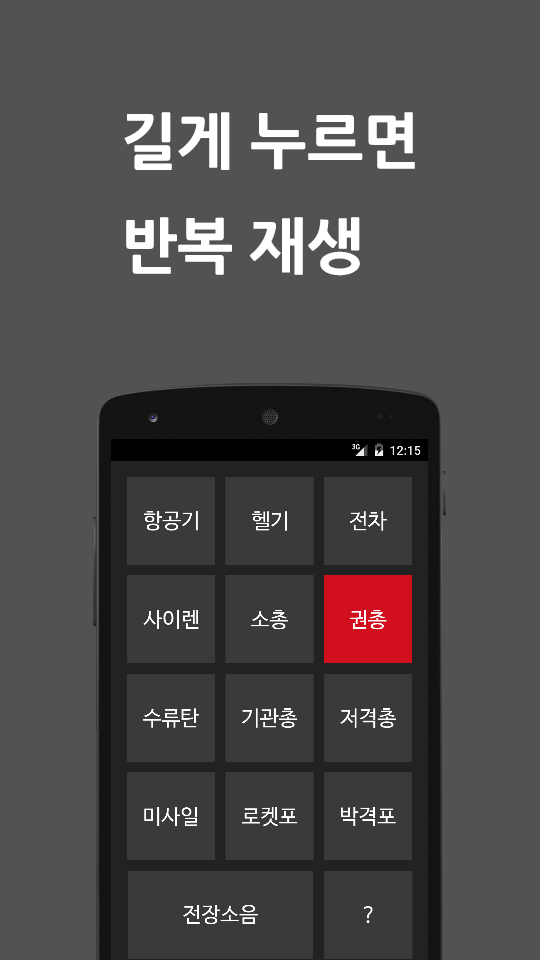 길게 누르면
반복 재생
3G 12:15
항공기 헬기 전차
사이렌 소총 권총
수류탄 기관총 저격총
미사일 로켓포 박격포
전장소음 ?